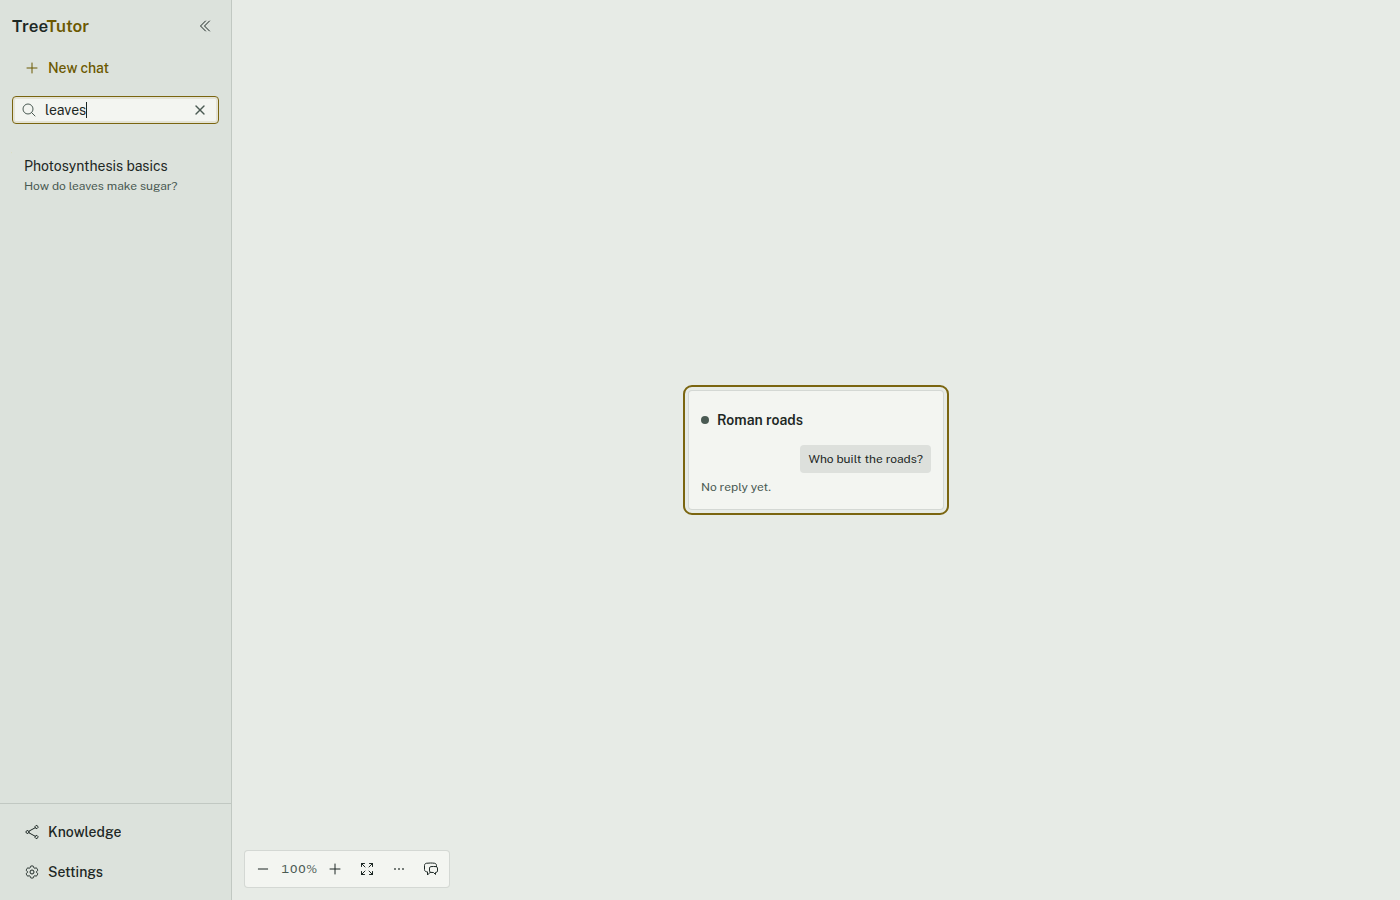 TreeTutor
New chat
leaves
Photosynthesis basics
How do leaves make sugar?
Roman roads
Who built the roads?
No reply yet.
Knowledge
Settings
100%